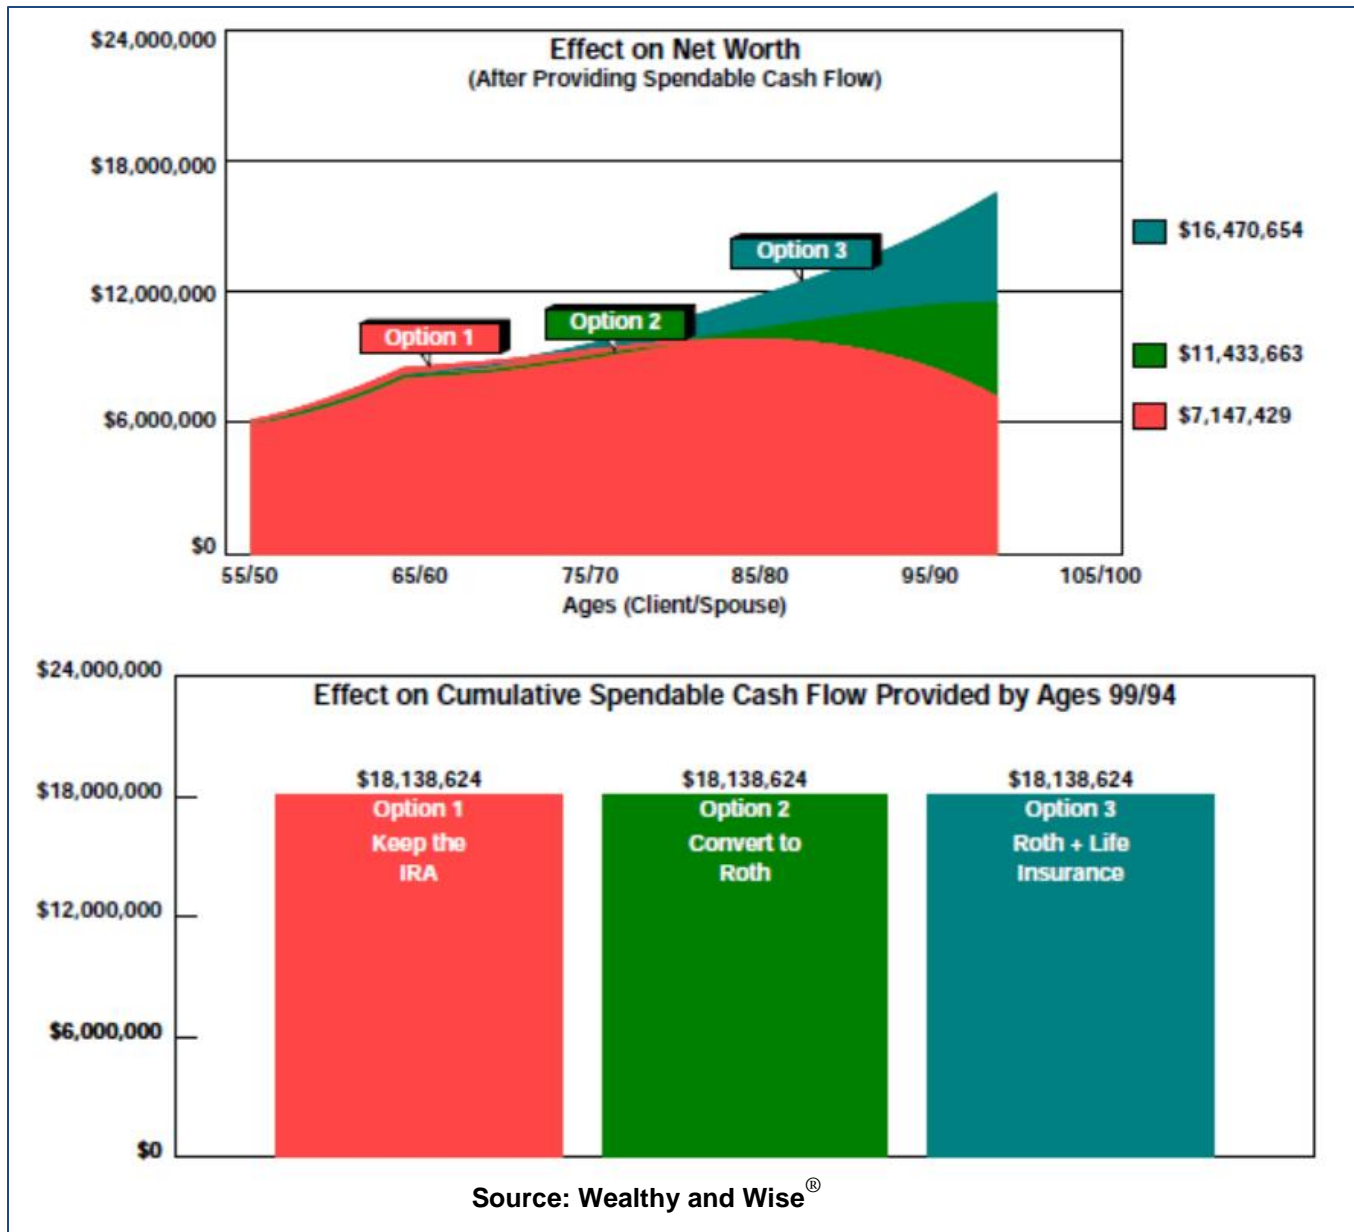 Effect on Net Worth
(After Providing Spendable Cash Flow)
$24,000,000
$18,000,000
$12,000,000
$6,000,000
$0
Option 1
Option 2
Option 3
$16,470,654
$11,433,663
$7,147,429
55/50 65/60 75/70 85/80 95/90 105/100
Ages (Client/Spouse)
Effect on Cumulative Spendable Cash Flow Provided by Ages 99/94
$24,000,000
$18,000,000
$12,000,000
$6,000,000
$0
$18,138,624
Option 1
Keep the
IRA
$18,138,624
Option 2
Convert to
Roth
$18,138,624
Option 3
Roth + Life
Insurance
Source: Wealthy and Wise®